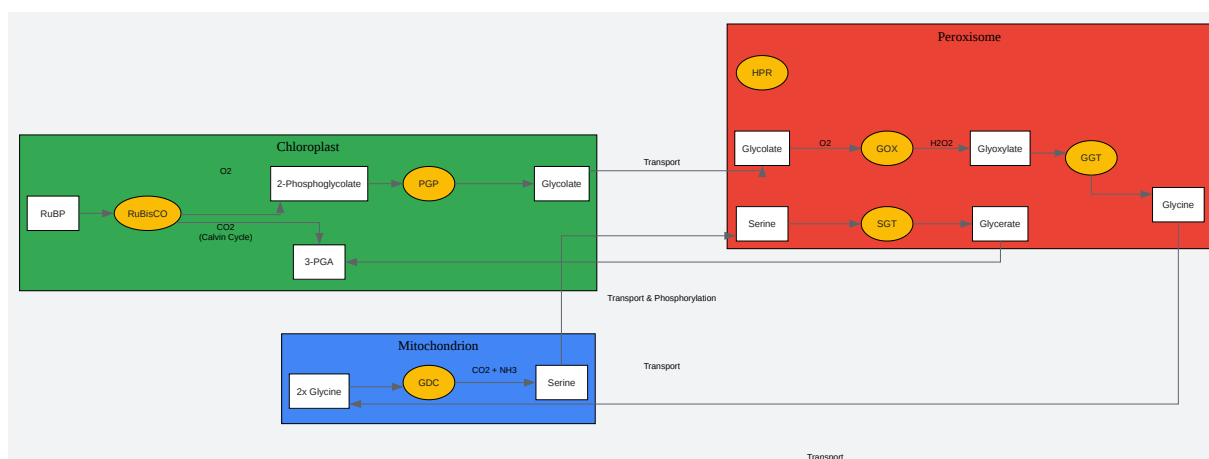 Peroxisome
HPR
Chloroplast
O2
2-Phosphoglycolate
PGP
Glycolate
Transport
Glycolate
O2
GOX
H2O2
Glyoxylate
GGT
RuBP
RuBisCO
CO2
(Calvin Cycle)
3-PGA
Serine
SGT
Glycerate
Glycine
Transport & Phosphorylation
Mitochondrion
2x Glycine
GDC
CO2 + NH3
Serine
Transport
Transport